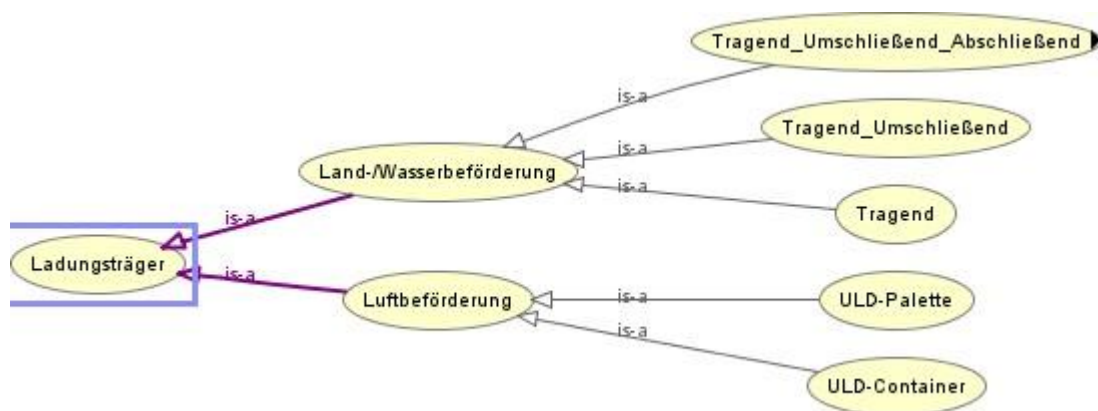 Tragend_Umschließend_Abschließend
is-a
Tragend_Umschließend
is-a
Land-/Wasserbeförderung
is-a
Tragend
is-a
Ladungsträger
is-a
Luftbeförderung
is-a
ULD-Palette
is-a
ULD-Container